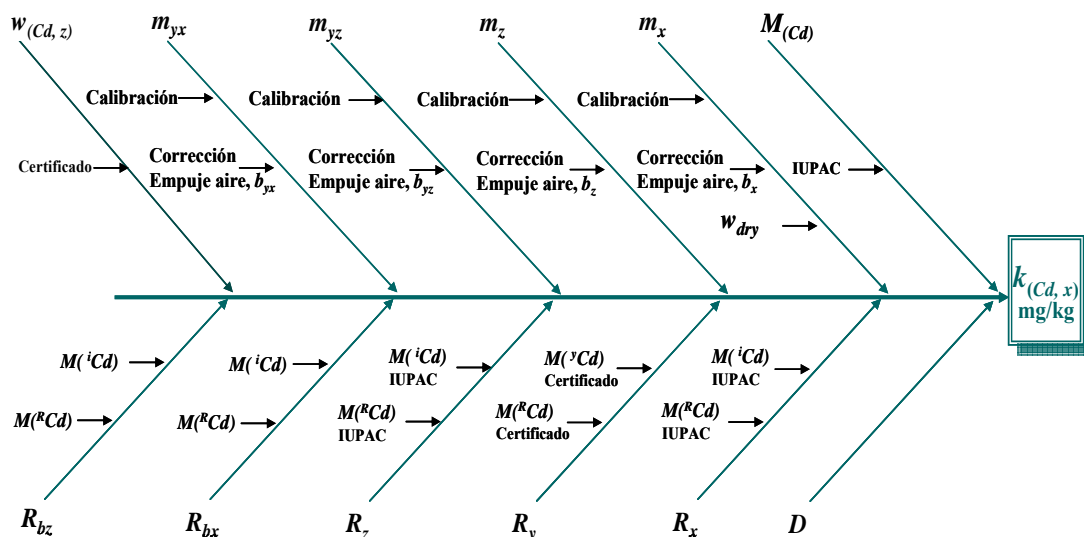 w(Cd, z)
m_yx
m_yz
m_z
m_x
M(Cd)
Calibración
Calibración
Calibración
Calibración
Certificado
Corrección
Empuje aire, b_yx
Corrección
Empuje aire, b_yz
Corrección
Empuje aire, b_z
Corrección
Empuje aire, b_x
IUPAC
w_dry
k(Cd, x)
mg/kg
M(ⁱCd)
M(ⁱCd)
M(ⁱCd)
IUPAC
M(ʸCd)
Certificado
M(ⁱCd)
IUPAC
M(ᴿCd)
M(ᴿCd)
M(ᴿCd)
IUPAC
M(ᴿCd)
Certificado
M(ᴿCd)
IUPAC
R_bz
R_bx
R_z
R_y
R_x
D